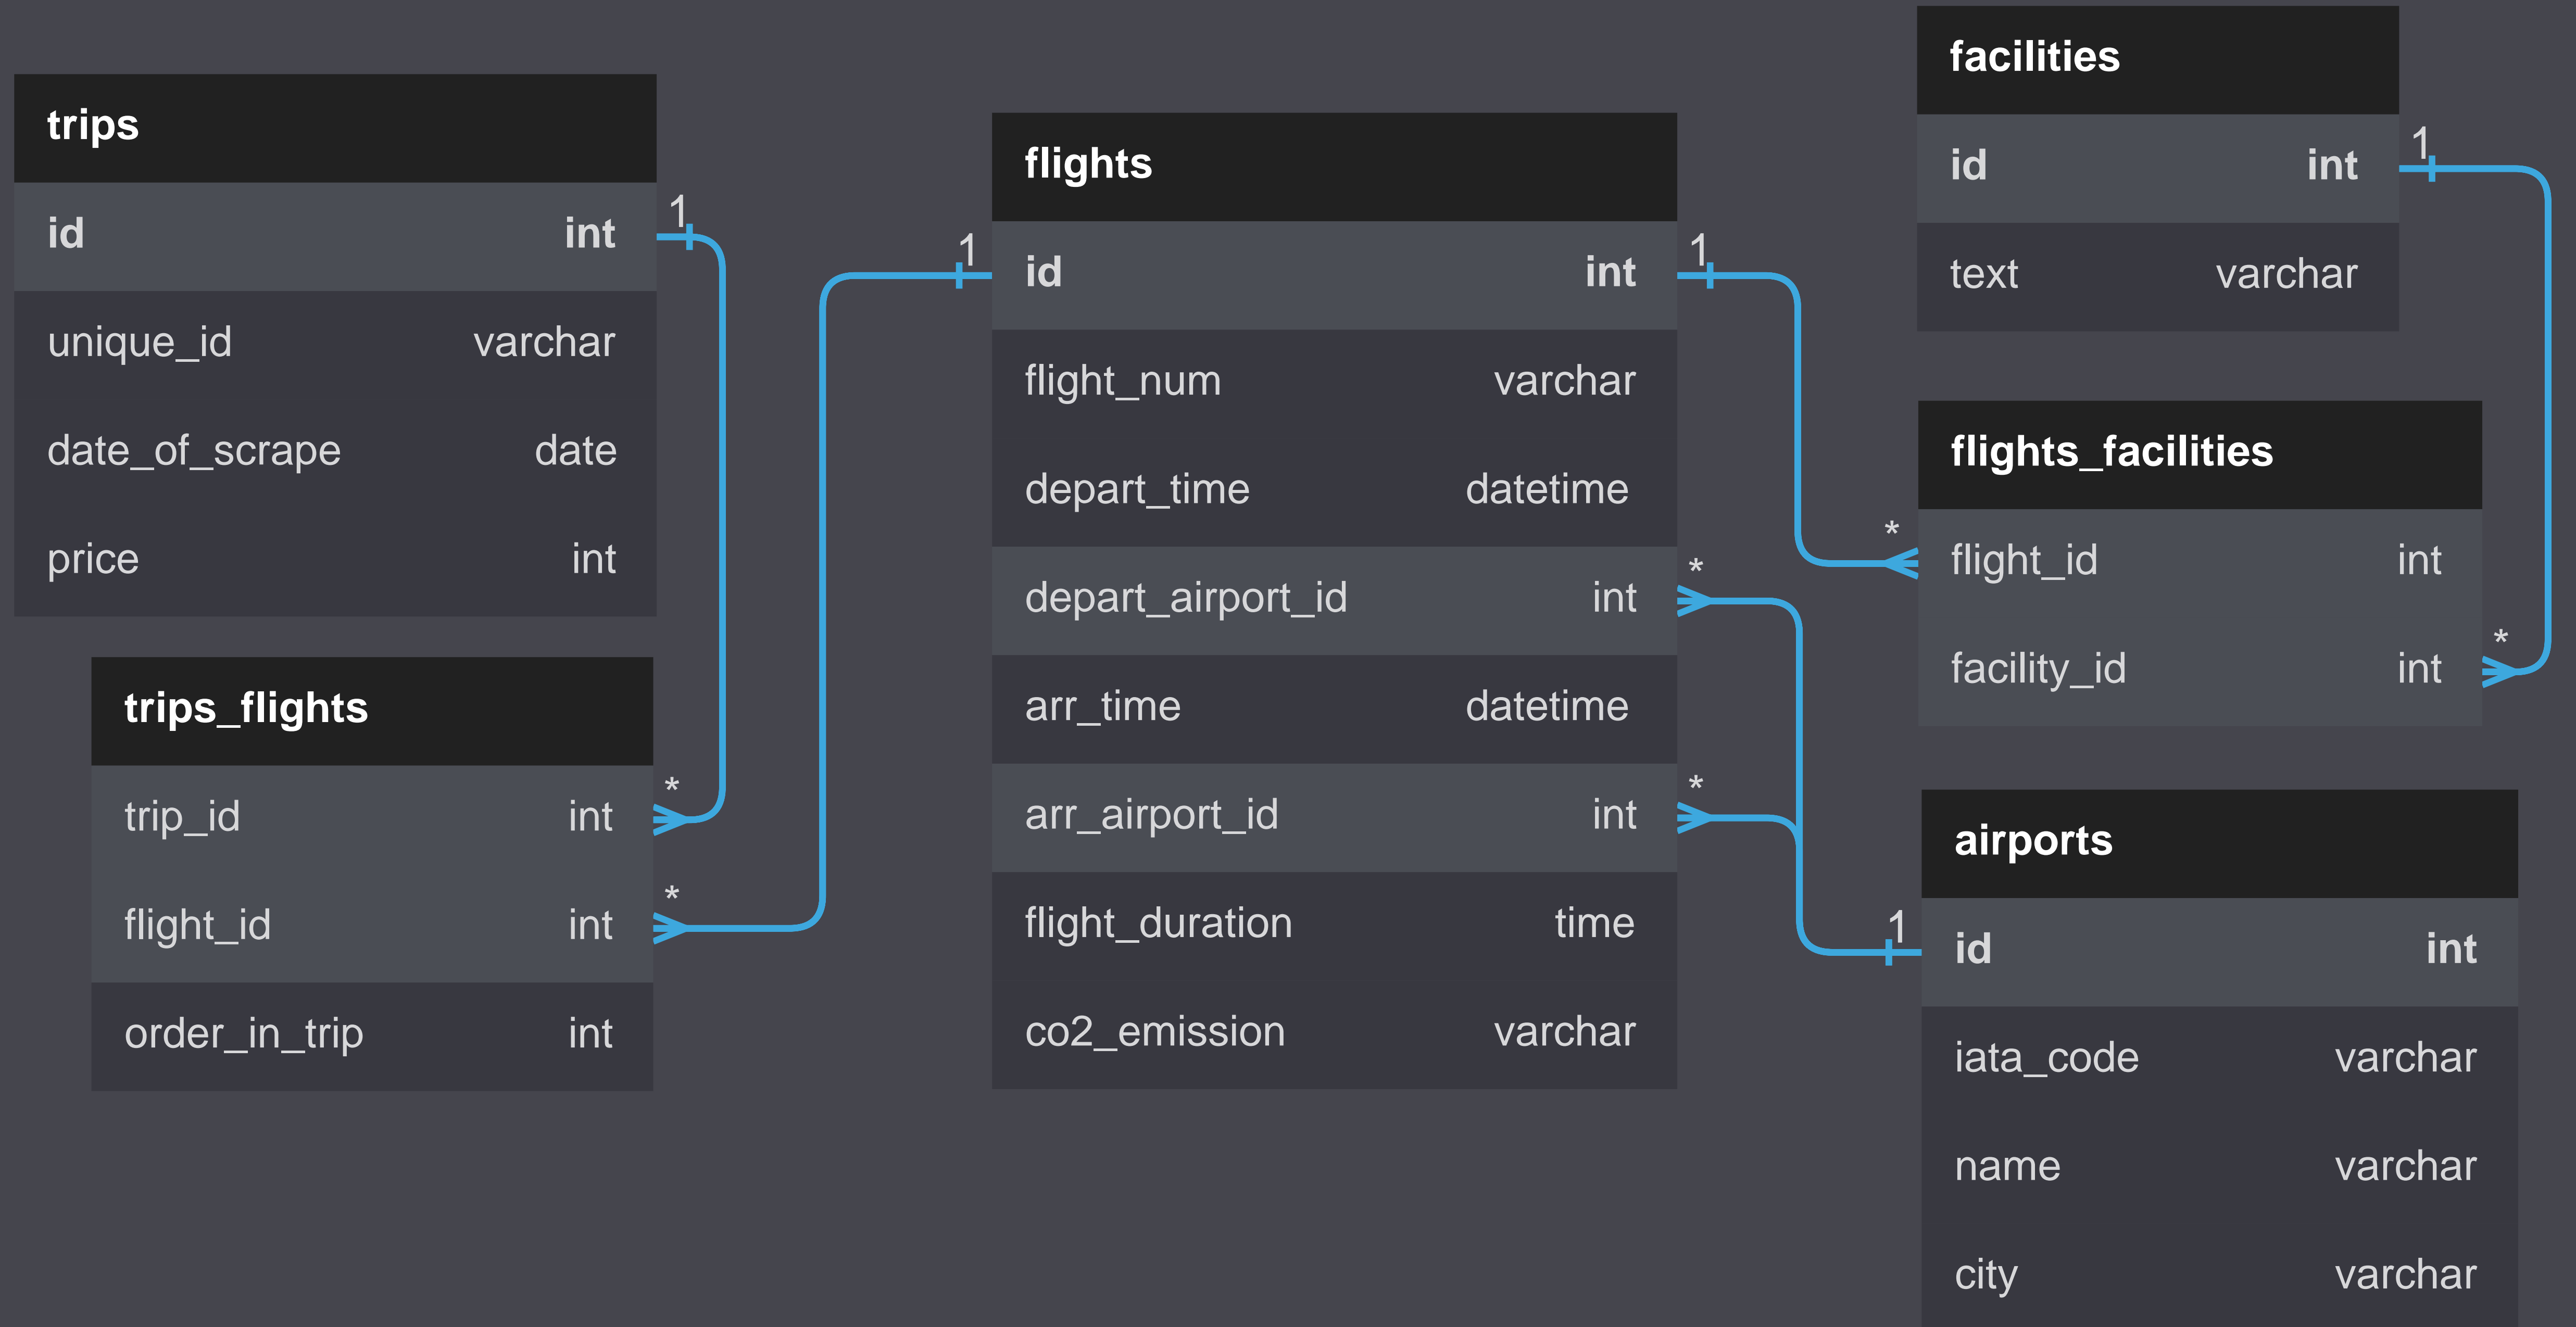 trips
id int
unique_id varchar
date_of_scrape date
price int
1
trips_flights
trip_id int
*
flight_id int
*
order_in_trip int
flights
1
id int
1
flight_num varchar
depart_time datetime
depart_airport_id int
*
arr_time datetime
arr_airport_id int
*
flight_duration time
co2_emission varchar
facilities
id int
1
text varchar
flights_facilities
*
flight_id int
facility_id int
*
airports
1
id int
iata_code varchar
name varchar
city varchar